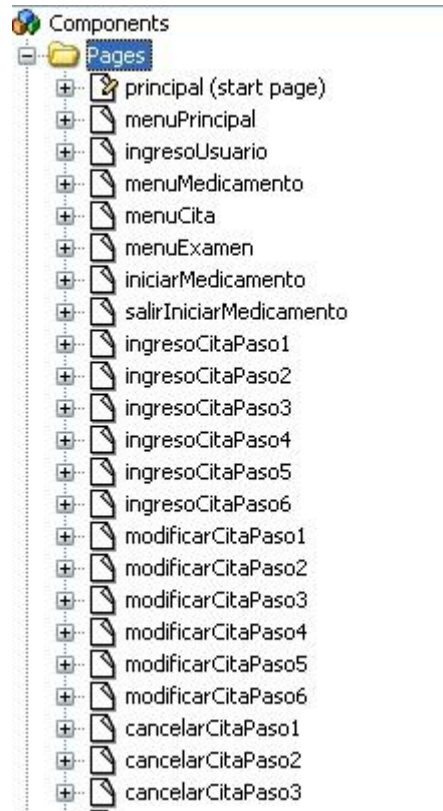 Components
Pages
principal (start page)
menuPrincipal
ingresoUsuario
menuMedicamento
menuCita
menuExamen
iniciarMedicamento
salirIniciarMedicamento
ingresoCitaPaso1
ingresoCitaPaso2
ingresoCitaPaso3
ingresoCitaPaso4
ingresoCitaPaso5
ingresoCitaPaso6
modificarCitaPaso1
modificarCitaPaso2
modificarCitaPaso3
modificarCitaPaso4
modificarCitaPaso5
modificarCitaPaso6
cancelarCitaPaso1
cancelarCitaPaso2
cancelarCitaPaso3